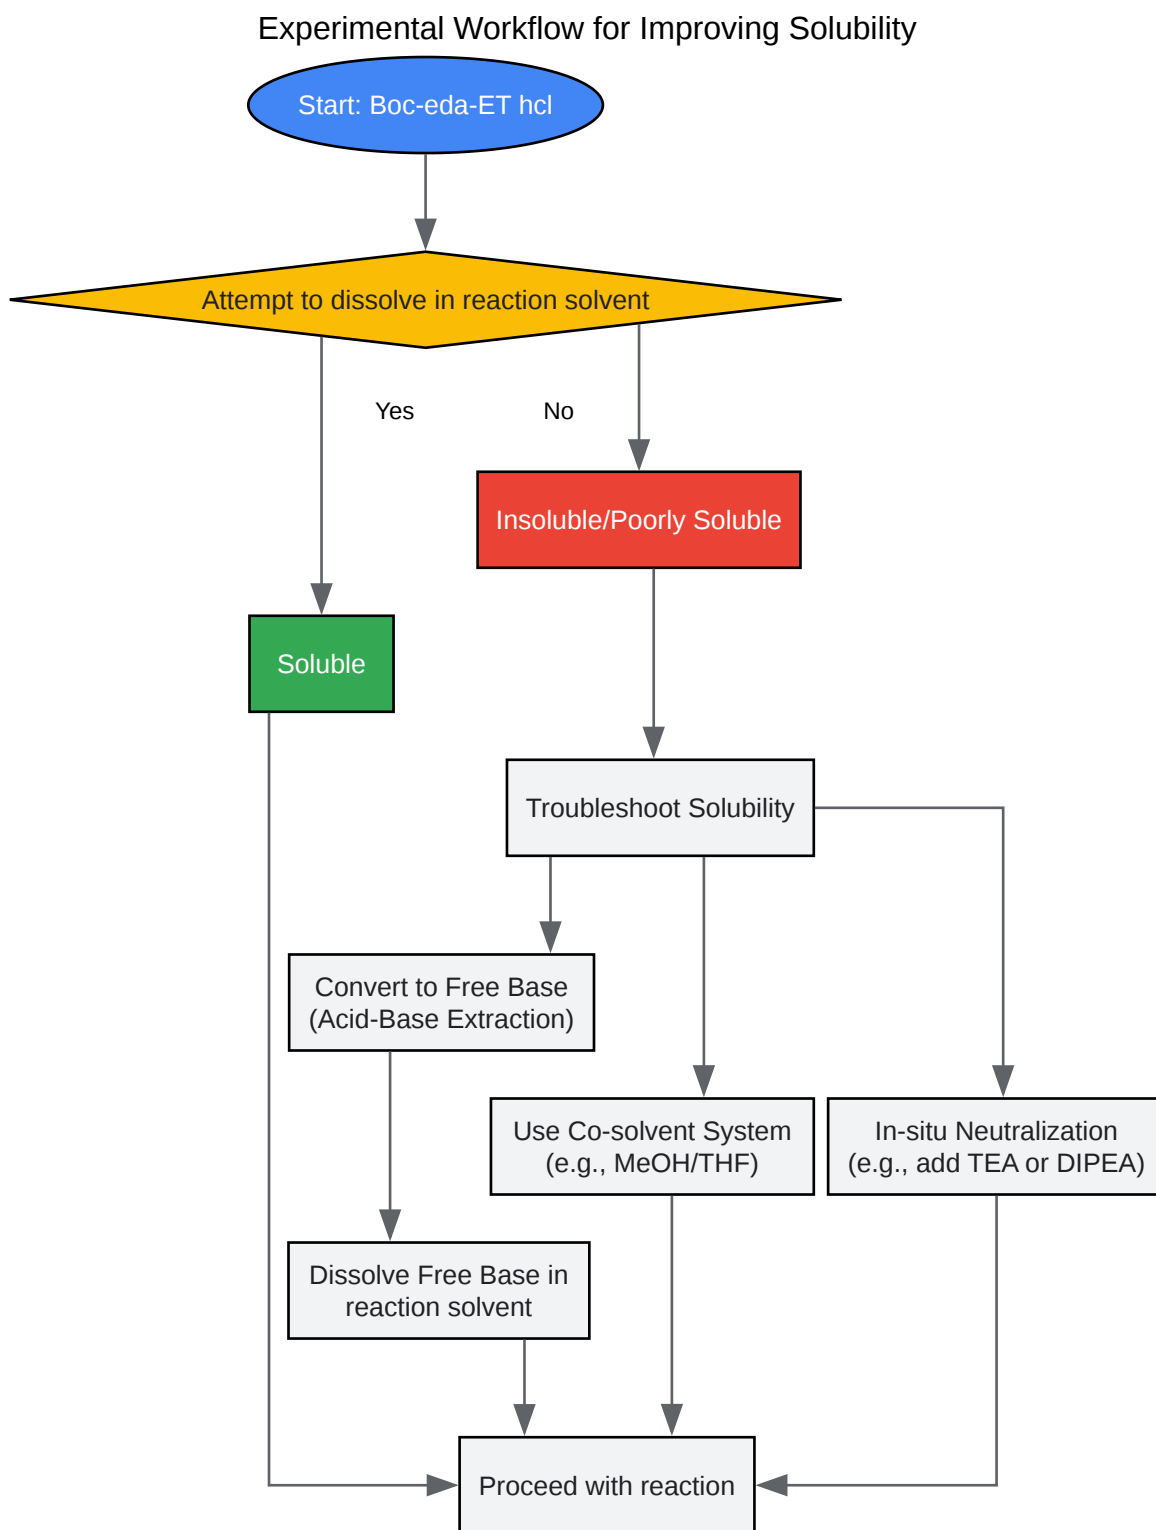 Experimental Workflow for Improving Solubility
Start: Boc-eda-ET hcl
Attempt to dissolve in reaction solvent
Yes
No
Insoluble/Poorly Soluble
Soluble
Troubleshoot Solubility
Convert to Free Base
(Acid-Base Extraction)
Use Co-solvent System
(e.g., MeOH/THF)
In-situ Neutralization
(e.g., add TEA or DIPEA)
Dissolve Free Base in
reaction solvent
Proceed with reaction